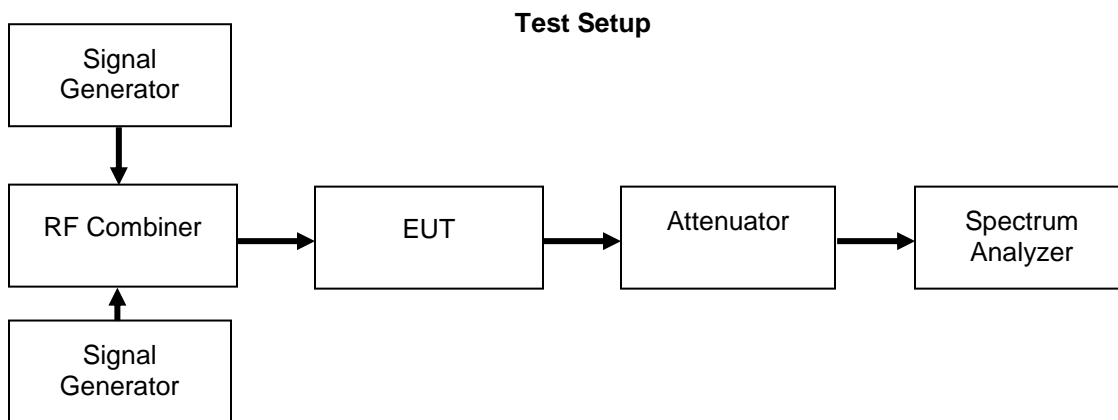 Test Setup
Signal
Generator
RF Combiner
EUT
Attenuator
Spectrum
Analyzer
Signal
Generator